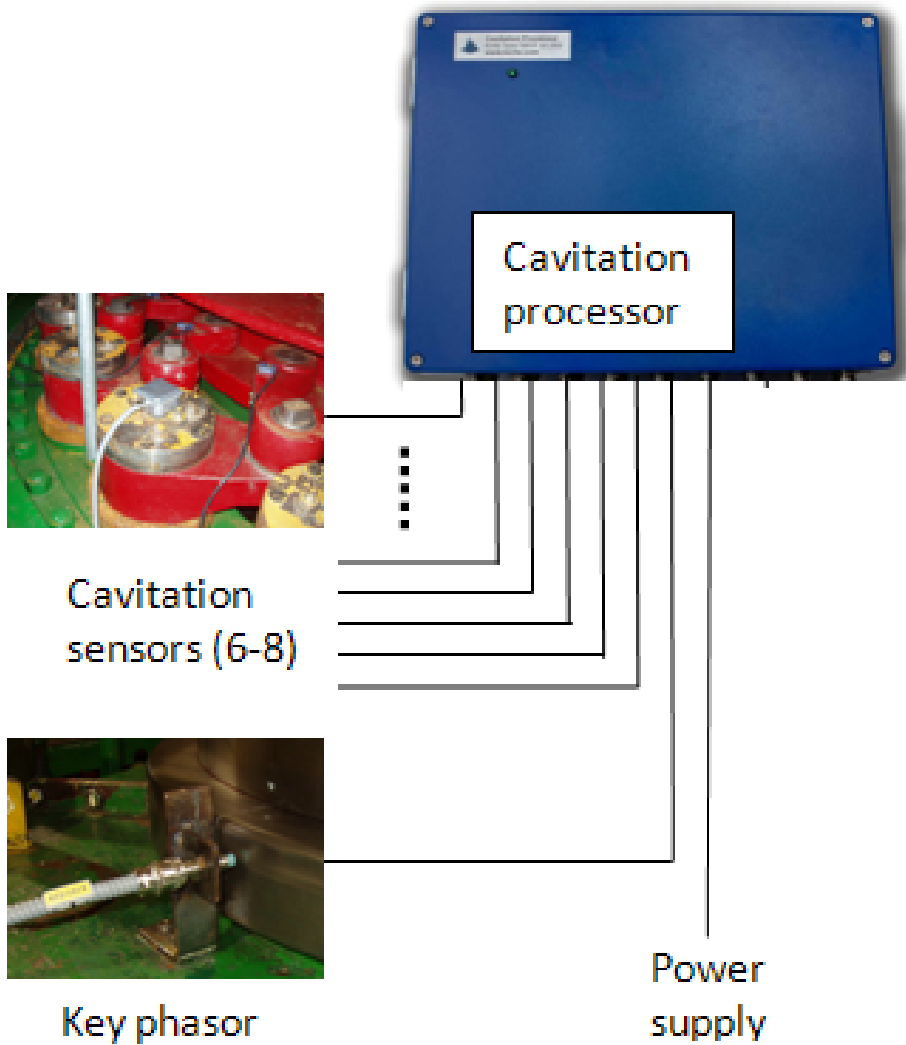 Cavitation
processor
Cavitation
sensors (6-8)
Key phasor
Power
supply